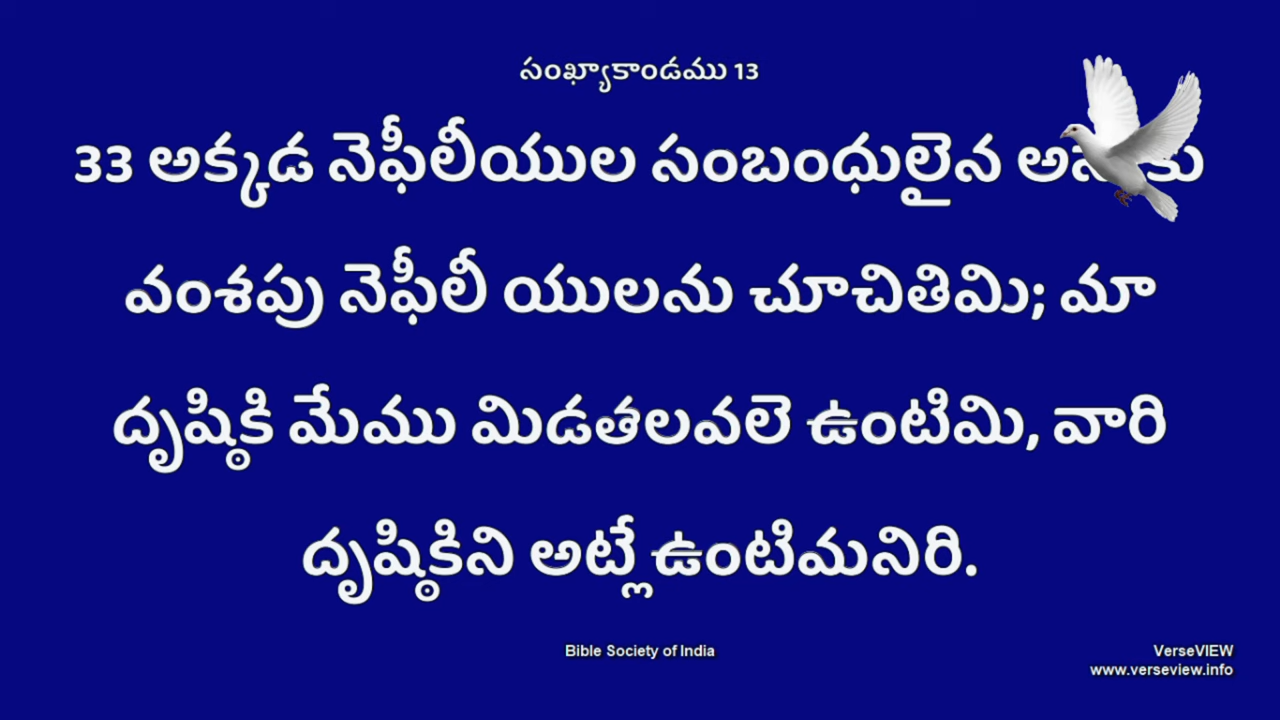 సంఖ్యాకాండము 13
33 అక్కడ నెఫీలీయుల సంబంధులైన
వంశపు నెఫీలీ యులను చూచితివిు; మా
దృష్ఠికి మేము మిడతలవలె ఉంటిమి, వారి
దృష్ఠికిని అట్లే ఉంటిమనిరి.
Bible Society of India
VerseVIEW
www.verseview.info